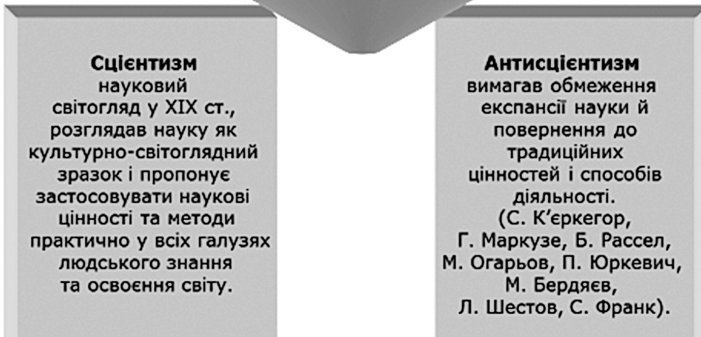 Сцієнтизм
науковий
світогляд у XIX ст.,
розглядав науку як
культурно-світоглядний
зразок і пропонує
застосовувати наукові
цінності та методи
практично у всіх галузях
людського знання
та освоєння світу.
Антисцієнтизм
вимагав обмеження
експансії науки й
повернення до
традиційних
цінностей і способів
діяльності.
(С. К’єркегор,
Г. Маркузе, Б. Рассел,
М. Огарьов, П. Юркевич,
М. Бердяєв,
Л. Шестов, С. Франк).